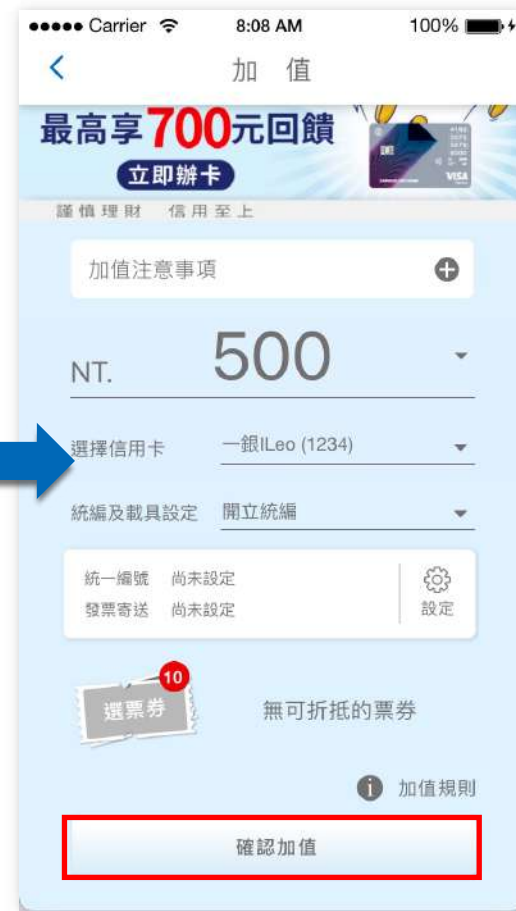 Carrier 8:08 AM 100%
加 值
最高享700元回饋
立即辦卡
VISA
謹慎理財 信用至上
加值注意事項
NT. 500
選擇信用卡 一銀ILeo (1234)
統編及載具設定 開立統編
統一編號 尚未設定
發票寄送 尚未設定
設定
10
選票券 無可折抵的票券
加值規則
確認加值